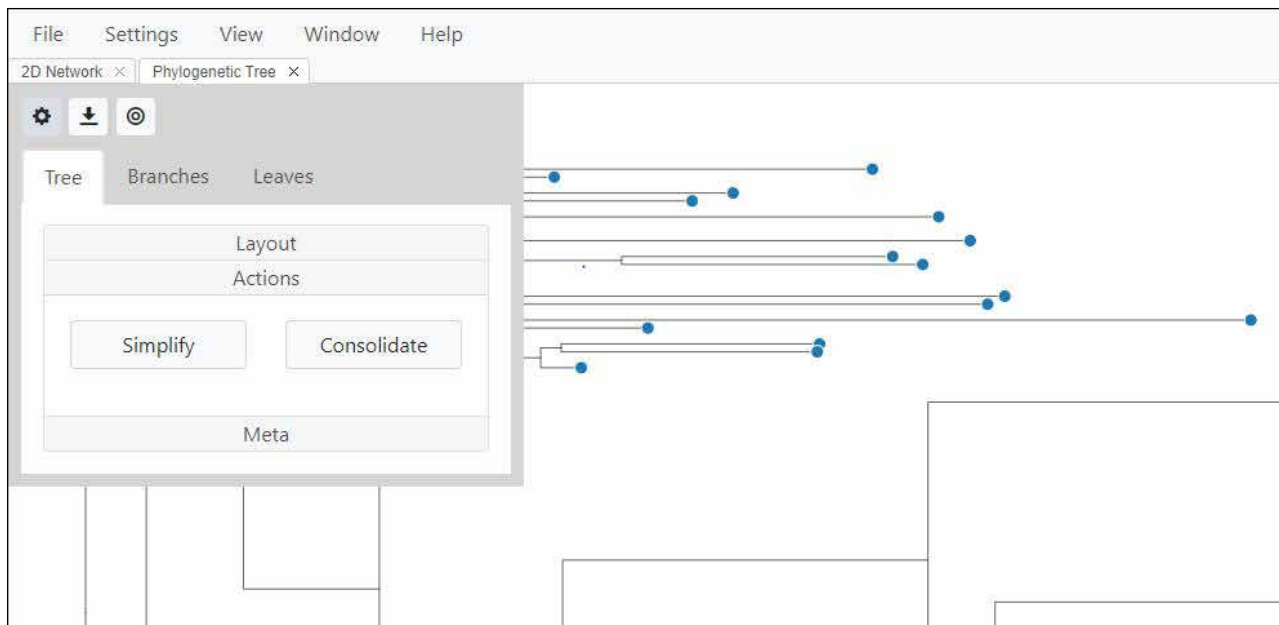 File Settings View Window Help
2D Network × Phylogenetic Tree ×
Tree Branches Leaves
Layout
Actions
Simplify Consolidate
Meta